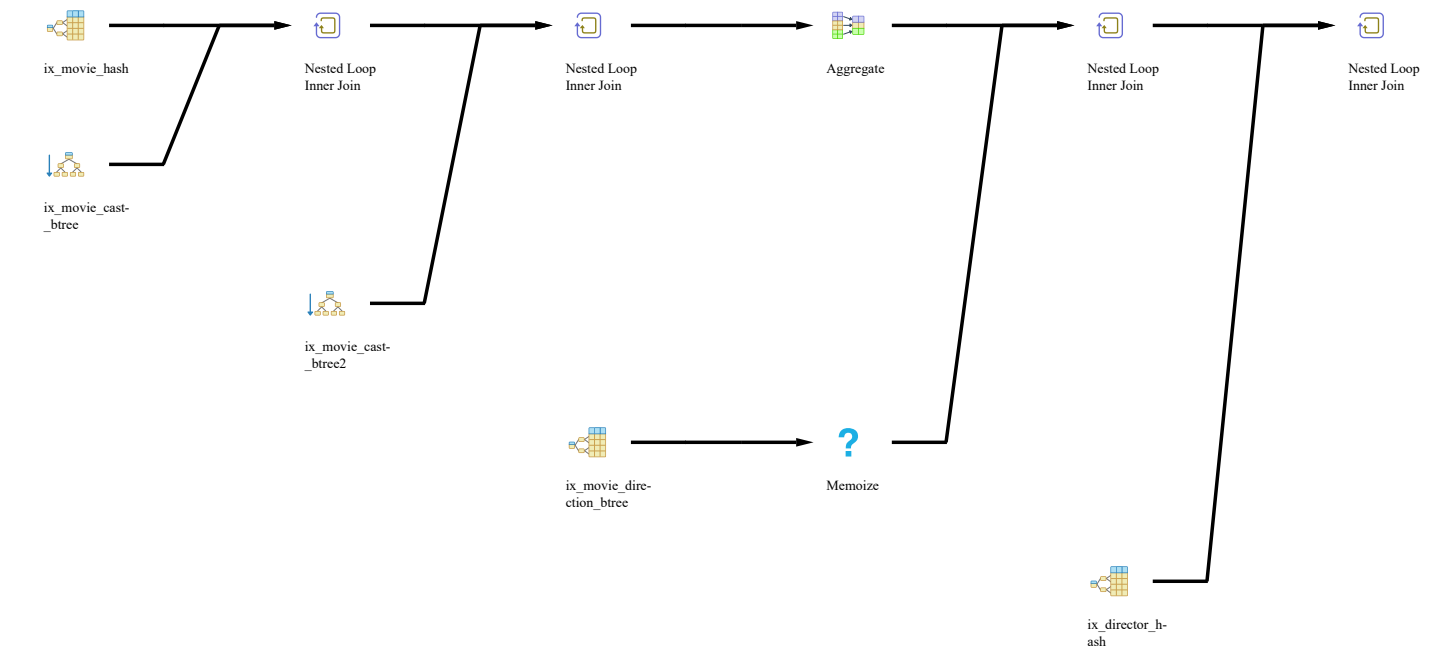 ix_movie_hash
Nested Loop
Inner Join
Nested Loop
Inner Join
Aggregate
Nested Loop
Inner Join
Nested Loop
Inner Join
ix_movie_cast-
_btree
ix_movie_cast-
_btree2
?
ix_movie_dire-
ction_btree
Memoize
ix_director_h-
ash